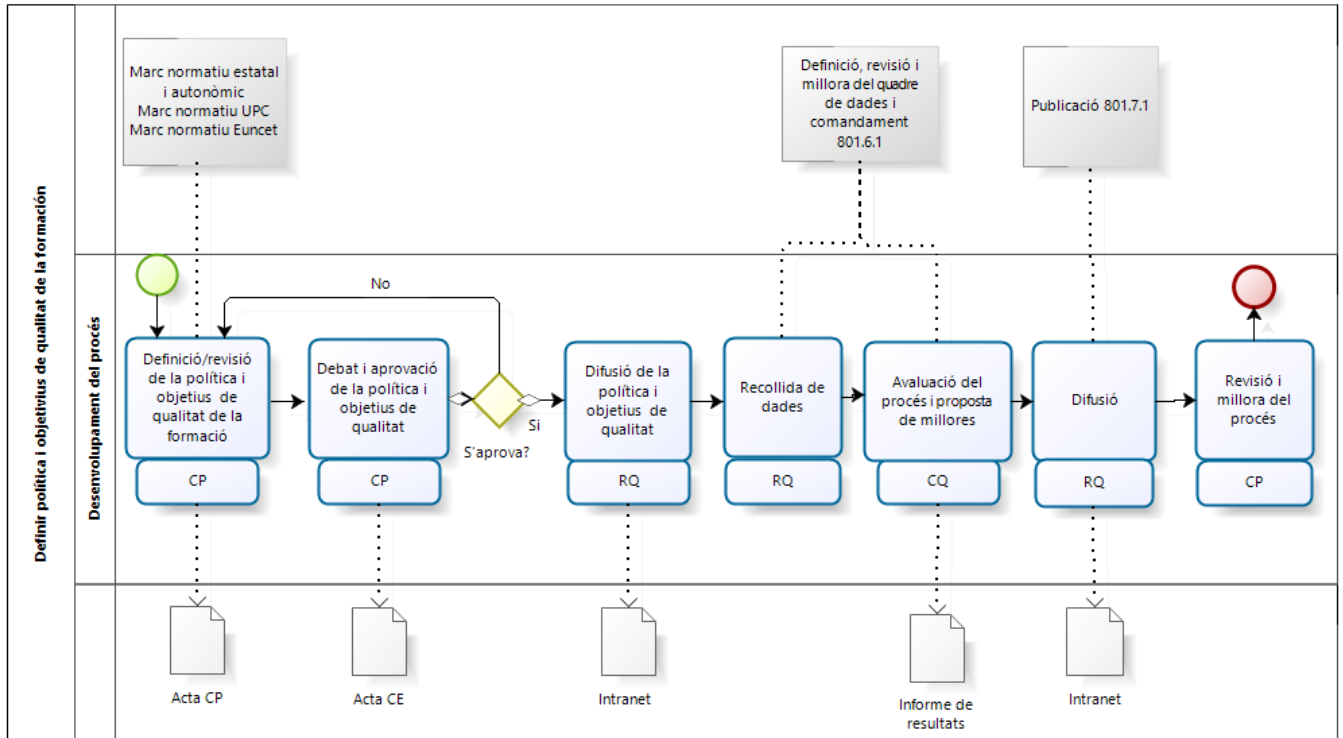 Definir política i objetivius de qualitat de la formación
Desenvolupament del procés
Marc normatiu estatal
i autonòmic
Marc normatiu UPC
Marc normatiu Euncet
Definició, revisió i
millora del quadre
de dades i
comandament
801.6.1
Publicació 801.7.1
No
Definició/revisió
de la política i
objetius de
qualitat de la
formació
CP
Debat i aprovació
de la política i
objetius de
qualitat
CP
S'aprova?
Si
Difusió de la
política i
objetius de
qualitat
RQ
Recollida de
dades
RQ
Avaluació del
procés i proposta
de millores
CQ
Difusió
RQ
Revisió i
millora del
procés
CP
Acta CP
Acta CE
Intranet
Informe de
resultats
Intranet